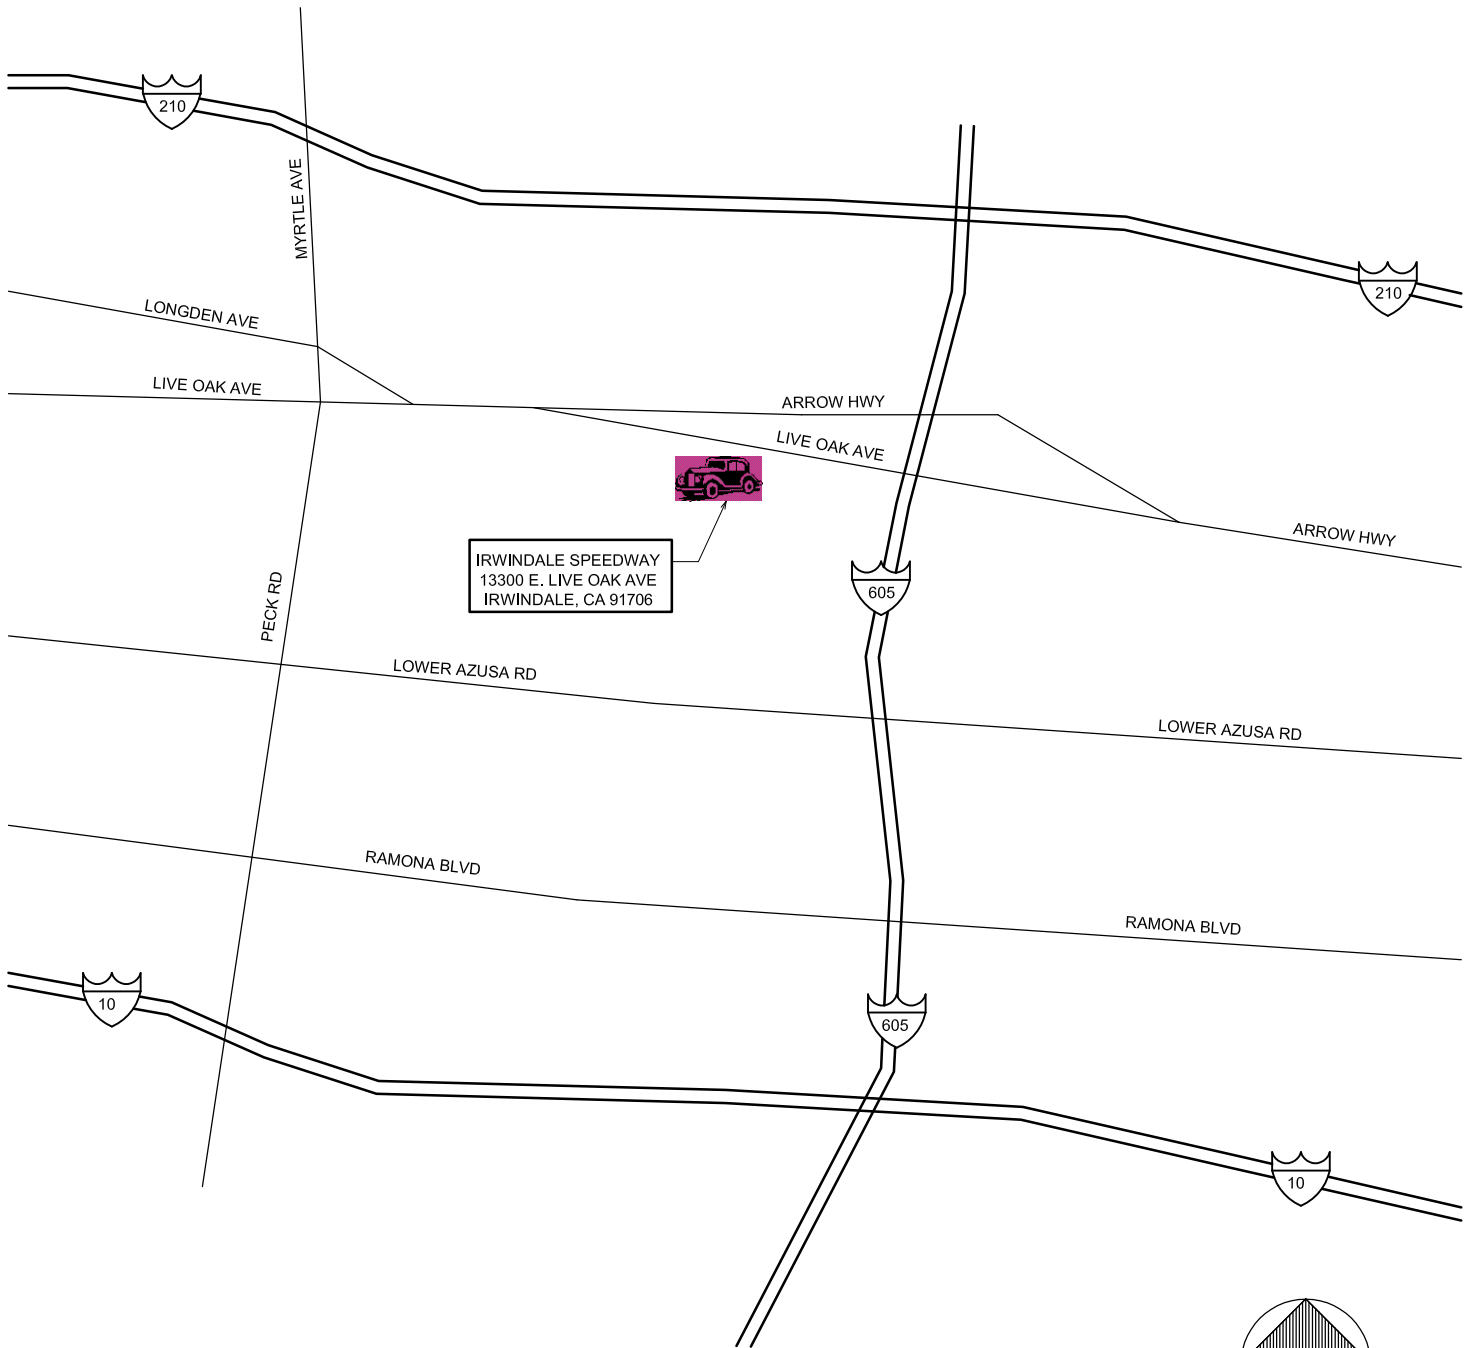 210
MYRTLE AVE
210
LONGDEN AVE
LIVE OAK AVE
ARROW HWY
LIVE OAK AVE
ARROW HWY
IRWINDALE SPEEDWAY
13300 E. LIVE OAK AVE
IRWINDALE, CA 91706
605
PECK RD
LOWER AZUSA RD
LOWER AZUSA RD
RAMONA BLVD
RAMONA BLVD
10
605
10